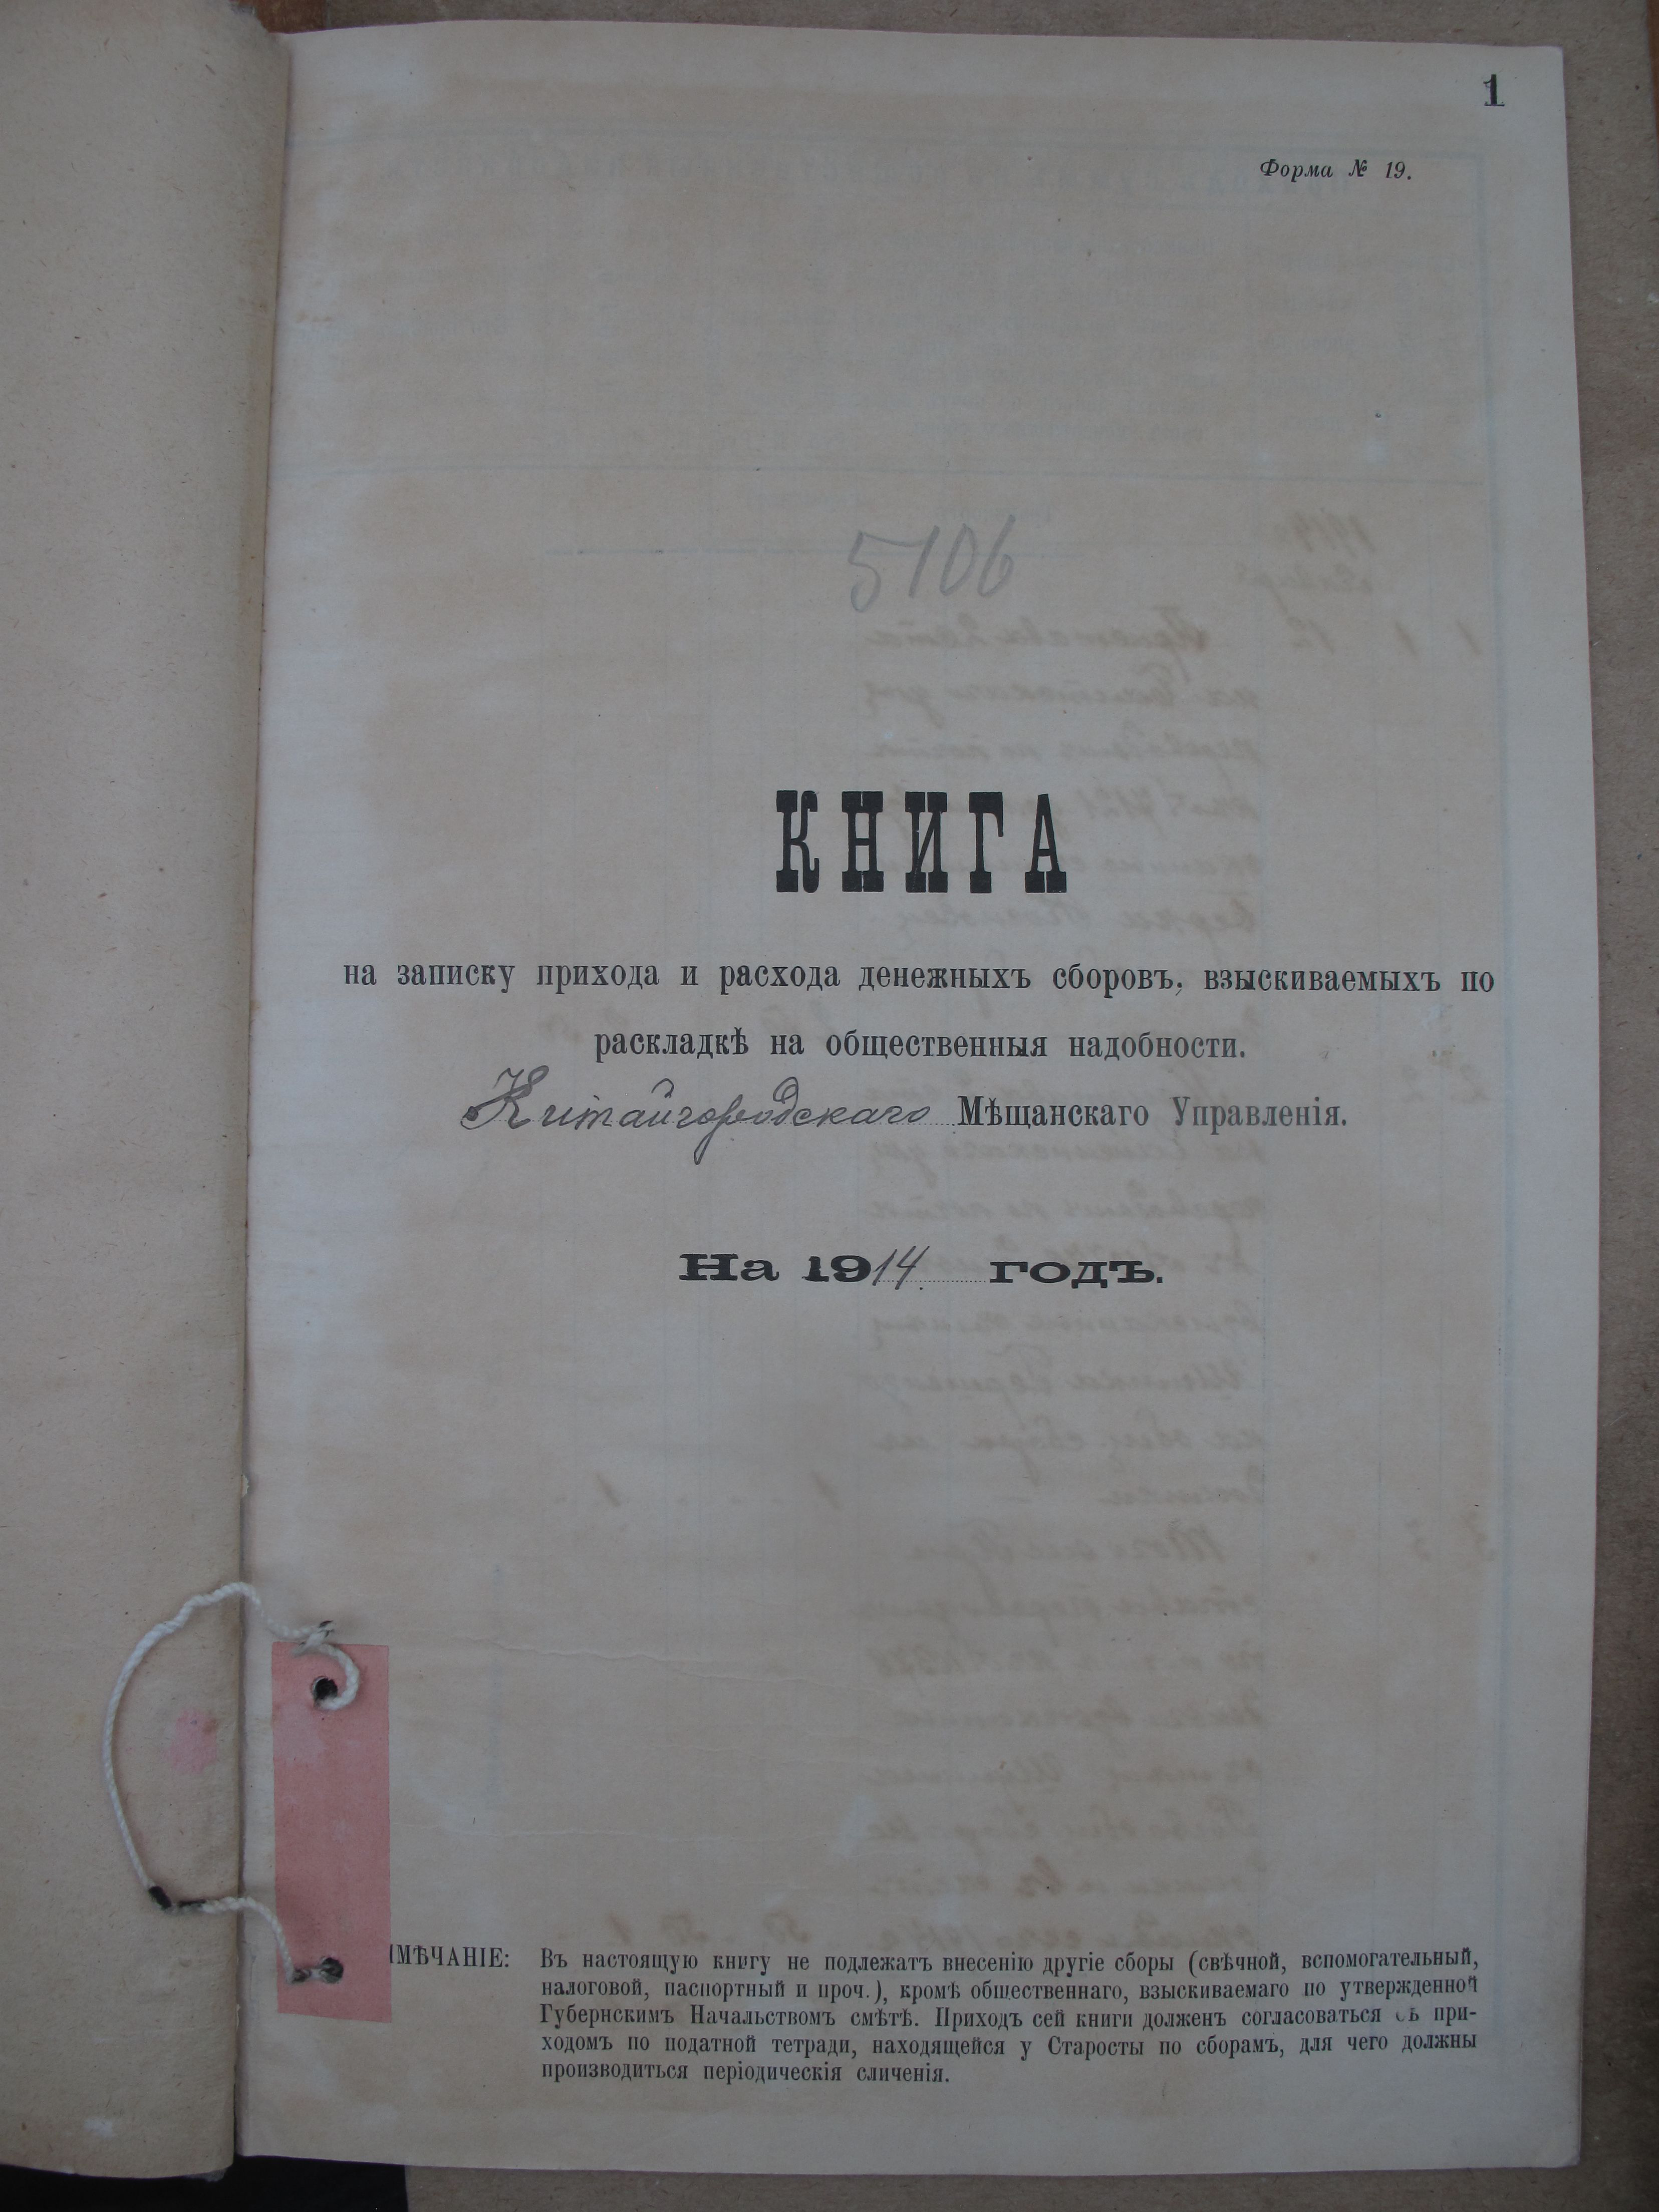 1
Форма № 19.
5106
КНИГА
на записку прихода и расхода денежныхъ сборовъ, взыскиваемыхъ по
раскладкѣ на общественныя надобности.
Китайгородскаго Мѣщанскаго Управленія.
На 1914 годъ.
ИМѢЧАНІЕ: Въ настоящую книгу не подлежатъ внесенію другіе сборы (свѣчной, вспомогательный,
налоговой, паспортный и проч.), кромѣ общественнаго, взыскиваемаго по утвержденной
Губернскимъ Начальствомъ смѣтѣ. Приходъ сей книги долженъ согласоваться съ при-
ходомъ по податной тетради, находящейся у Старосты по сборамъ, для чего должны
производиться періодическія сличенія.